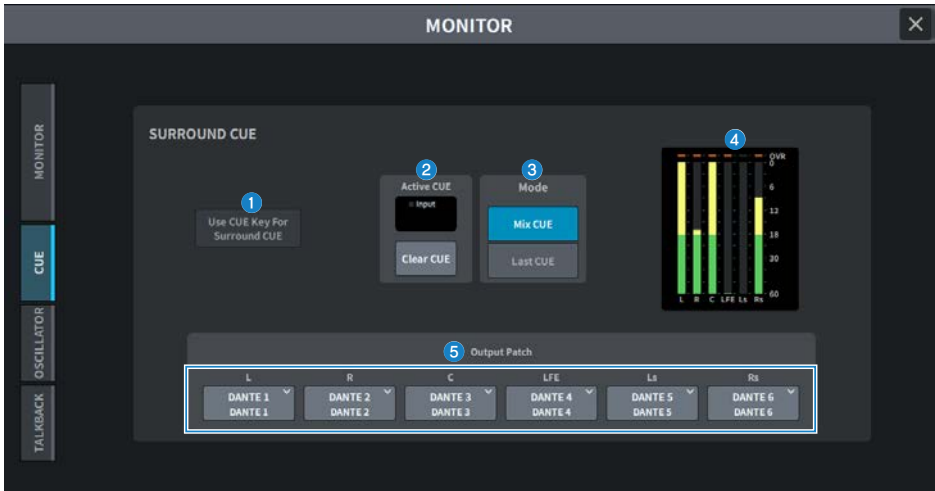 MONITOR
MONITOR
CUE
OSCILLATOR
TALKBACK
SURROUND CUE
1
Use CUE Key For
Surround CUE
2
Active CUE
Input
Clear CUE
3
Mode
Mix CUE
Last CUE
4
OVR
0
6
12
18
30
60
L R C LFE Ls Rs
5 Output Patch
L R C LFE Ls Rs
DANTE 1 DANTE 2 DANTE 3 DANTE 4 DANTE 5 DANTE 6
DANTE 1 DANTE 2 DANTE 3 DANTE 4 DANTE 5 DANTE 6